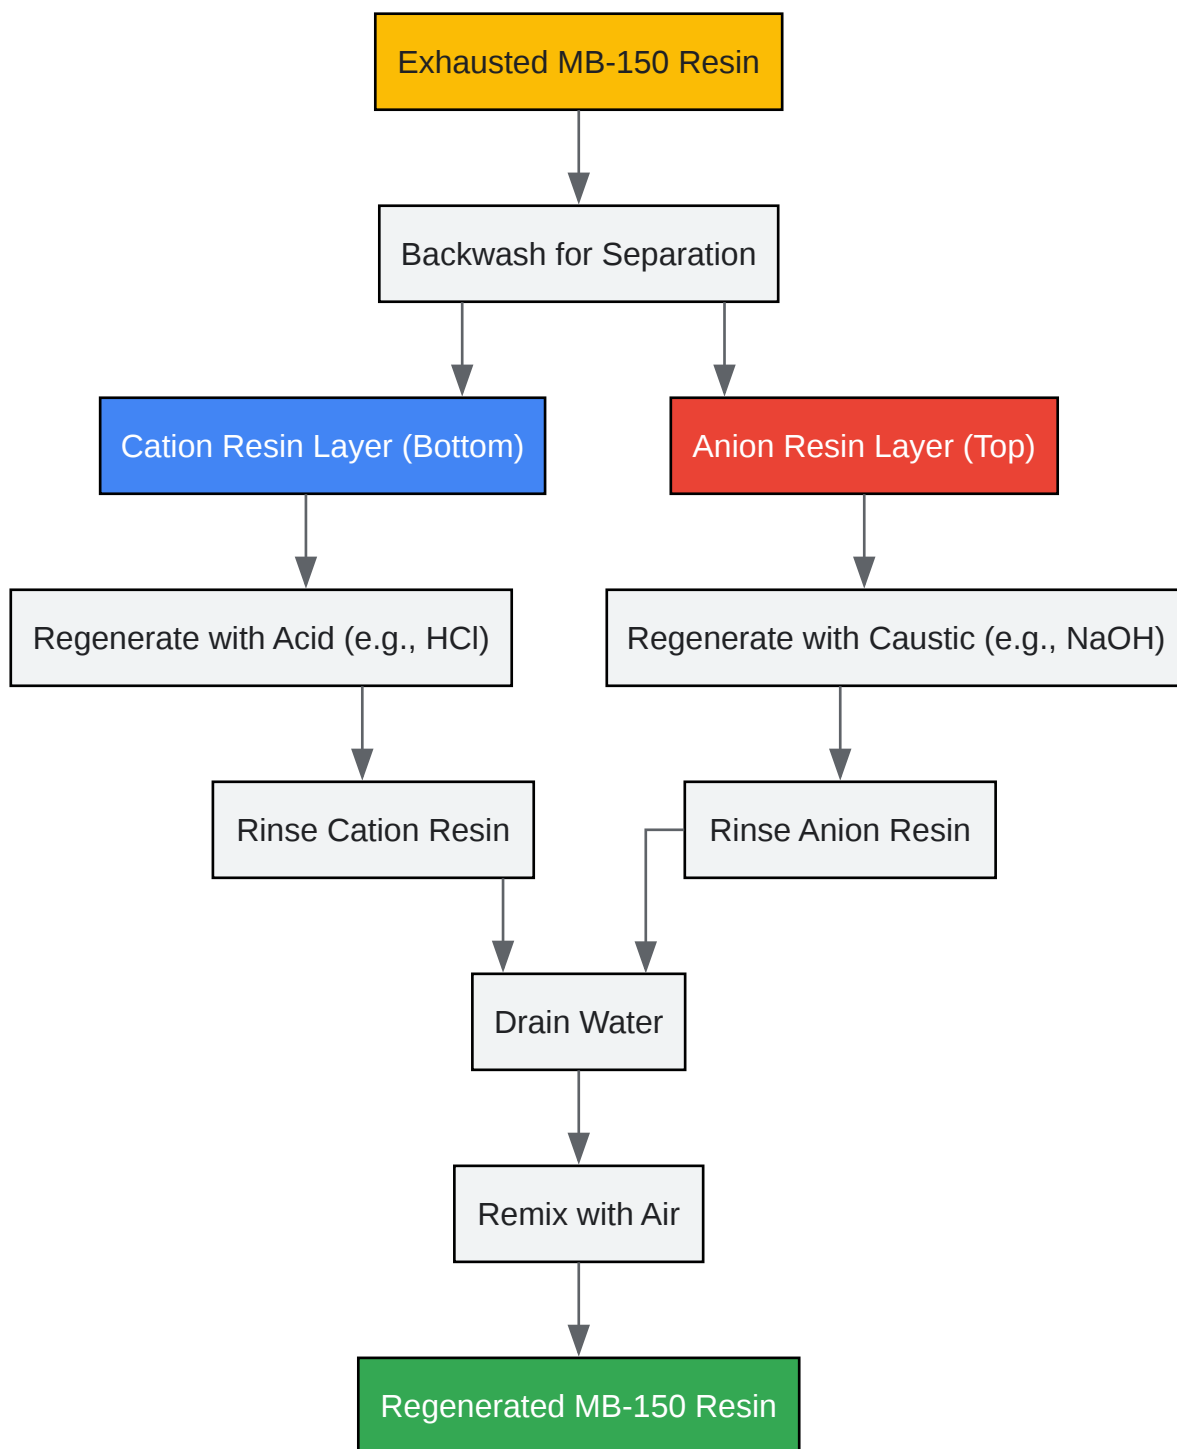 Exhausted MB-150 Resin
Backwash for Separation
Cation Resin Layer (Bottom)
Anion Resin Layer (Top)
Regenerate with Acid (e.g., HCl)
Regenerate with Caustic (e.g., NaOH)
Rinse Cation Resin
Rinse Anion Resin
Drain Water
Remix with Air
Regenerated MB-150 Resin